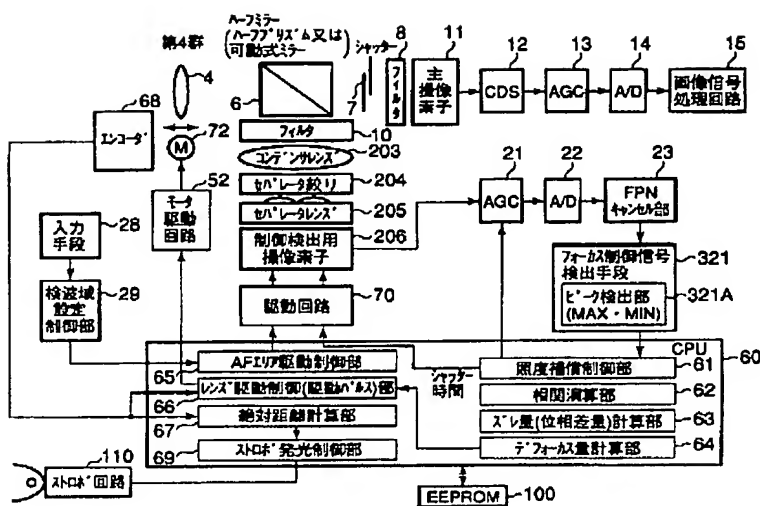 ハーフミラー
(ハーフプリズム又は
可動式ミラー)
第4群
4
6
シャッター
7
8
フィルタ
11
主
撮像
素子
12
CDS
13
AGC
14
A/D
15
画像信号
処理回路
68
エンコーダ
72
M
フィルタ
10
コンデンサレンズ
203
セパレータ絞り
204
セパレータレンズ
205
制御検出用
撮像素子
206
52
モータ
駆動
回路
入力
手段
28
検波域
設定
制御部
29
駆動回路
70
21
AGC
22
A/D
23
FPN
キャンセル部
フォーカス制御信号
検出手段
321
ピーク検出部
(MAX・MIN)
321A
CPU
60
AFエリア駆動制御部
65
レンズ駆動制御(駆動パルス)部
66
絶対距離計算部
67
ストロボ発光制御部
69
シャッター
時間
照度補償制御部
61
相関演算部
62
ズレ量(位相差量)計算部
63
デフォーカス量計算部
64
110
ストロボ回路
EEPROM
100